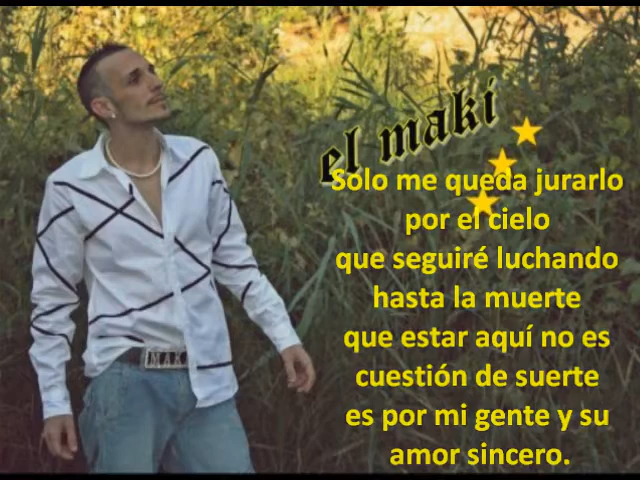 el maki
Solo me queda jurarlo
por el cielo
que seguiré luchando
hasta la muerte
que estar aquí no es
cuestión de suerte
es por mi gente y su
amor sincero.
MAKI